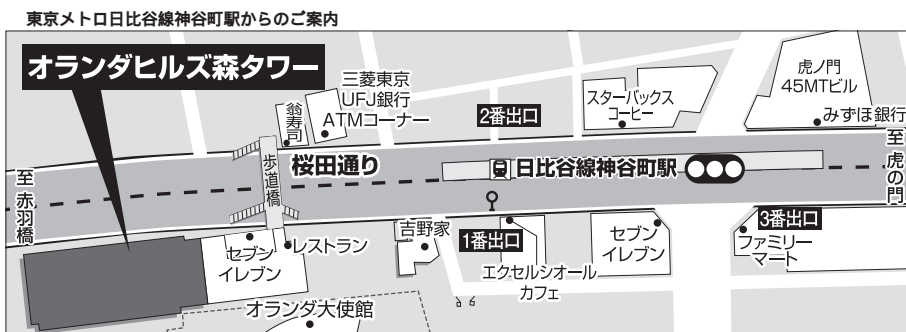 東京メトロ日比谷線神谷町駅からのご案内
オランダヒルズ森タワー
三菱東京
UFJ銀行
ATMコーナー
翁寿司
2番出口
スターバックス
コーヒー
虎ノ門
45MTビル
みずほ銀行
至 赤羽橋
歩道橋
桜田通り
日比谷線神谷町駅
至 虎の門
セブン
イレブン
レストラン
吉野家
1番出口
エクセルシオール
カフェ
セブン
イレブン
3番出口
ファミリー
マート
オランダ大使館